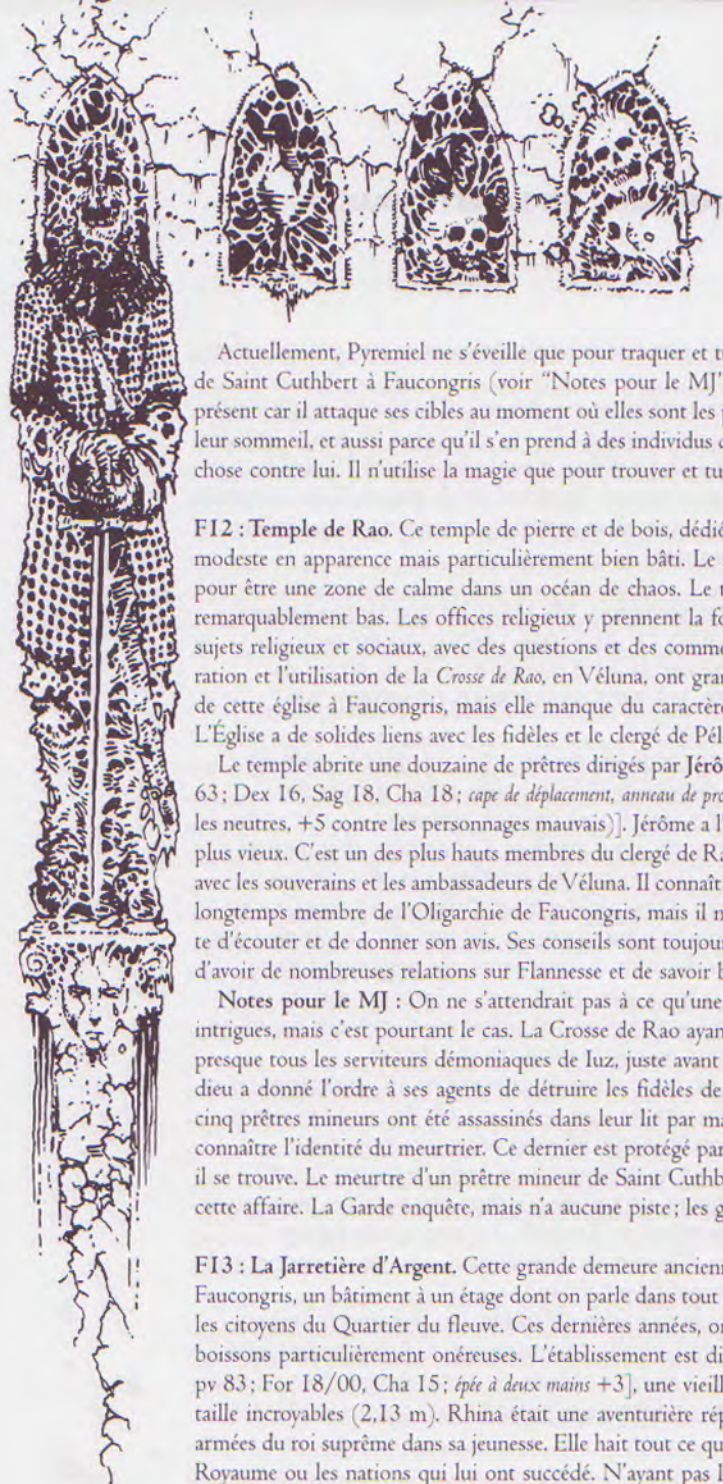 Actuellement, Pyremiel ne s'éveille que pour traquer et
de Saint Cuthbert à Faucongris (voir "Notes pour le MJ"
présent car il attaque ses cibles au moment où elles sont les
leur sommeil, et aussi parce qu'il s'en prend à des individus
chose contre lui. Il n'utilise la magie que pour trouver et
F12 : Temple de Rao. Ce temple de pierre et de bois,
modeste en apparence mais particulièrement bien bâti. Le
pour être une zone de calme dans un océan de chaos. Le
remarquablement bas. Les offices religieux y prennent la
sujets religieux et sociaux, avec des questions et des
ration et l'utilisation de la Crosse de Rao, en Véluna, ont
de cette église à Faucongris, mais elle manque du caractère
L'Église a de solides liens avec les fidèles et le clergé de
Le temple abrite une douzaine de prêtres dirigés par
63 ; Dex 16, Sag 18, Cha 18 ; cape de déplacement, anneau de
les neutres, +5 contre les personnages mauvais)]. Jérôme a
plus vieux. C'est un des plus hauts membres du clergé de
avec les souverains et les ambassadeurs de Véluna. Il connaît
longtemps membre de l'Oligarchie de Faucongris, mais il
te d'écouter et de donner son avis. Ses conseils sont
d'avoir de nombreuses relations sur Flannesse et de savoir
Notes pour le MJ : On ne s'attendrait pas à ce qu'une
intrigues, mais c'est pourtant le cas. La Crosse de Rao
presque tous les serviteurs démoniaques de Iuz, juste avant
dieu a donné l'ordre à ses agents de détruire les fidèles de
cinq prêtres mineurs ont été assassinés dans leur lit par
connaître l'identité du meurtrier. Ce dernier est protégé par
il se trouve. Le meurtre d'un prêtre mineur de Saint
cette affaire. La Garde enquête, mais n'a aucune piste ; les
F13 : La Jarretière d'Argent. Cette grande demeure
Faucongris, un bâtiment à un étage dont on parle dans tout
les citoyens du Quartier du fleuve. Ces dernières années,
boissons particulièrement onéreuses. L'établissement est
pv 83 ; For 18/00, Cha 15 ; épée à deux mains +3], une vieille
taille incroyables (2,13 m). Rhina était une aventurière
armées du roi suprême dans sa jeunesse. Elle hait tout ce
Royaume ou les nations qui lui ont succédé. N'ayant pas